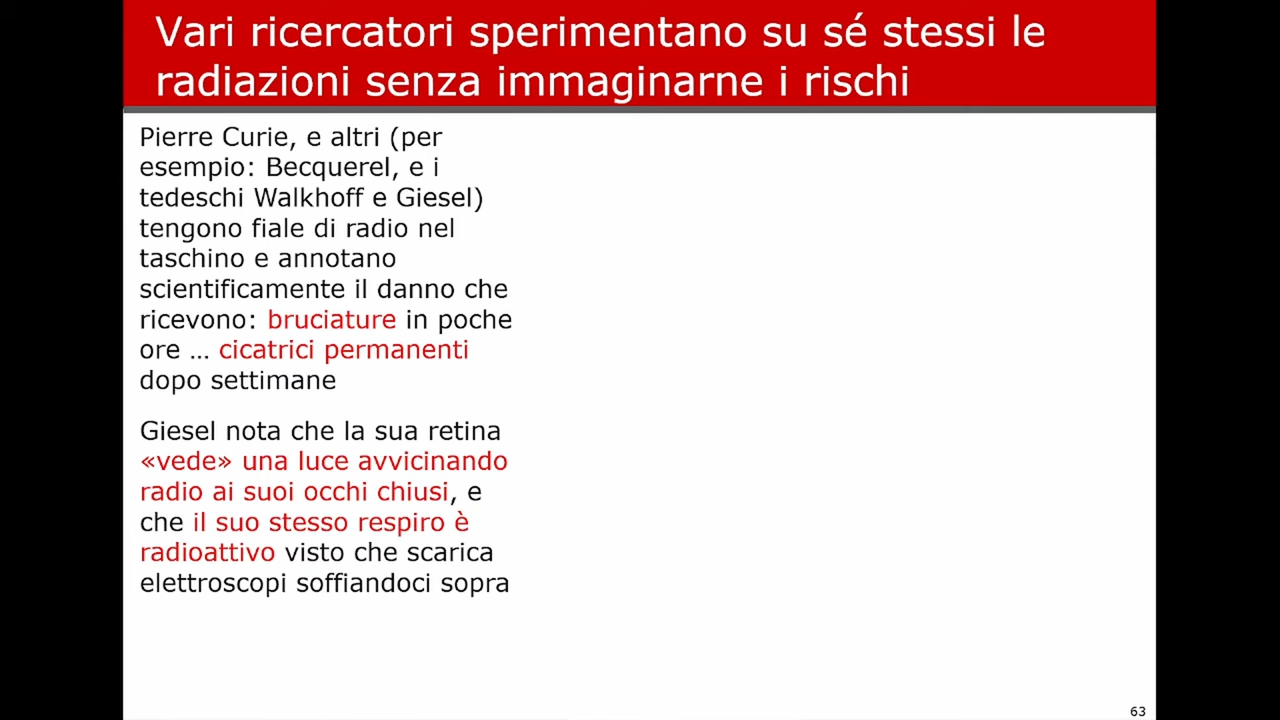 Vari ricercatori sperimentano su sé stessi le
radiazioni senza immaginarne i rischi
Pierre Curie, e altri (per
esempio: Becquerel, e i
tedeschi Walkhoff e Giesel)
tengono fiale di radio nel
taschino e annotano
scientificamente il danno che
ricevono: bruciature in poche
ore … cicatrici permanenti
dopo settimane
Giesel nota che la sua retina
«vede» una luce avvicinando
radio ai suoi occhi chiusi, e
che il suo stesso respiro è
radioattivo visto che scarica
elettroscopi soffiandoci sopra
63